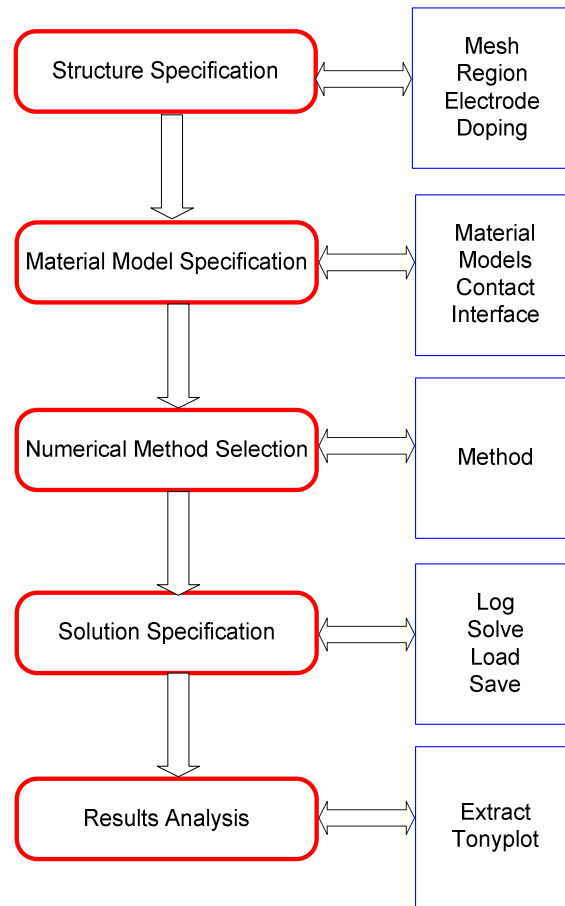 Structure Specification
Mesh
Region
Electrode
Doping
Material Model Specification
Material
Models
Contact
Interface
Numerical Method Selection
Method
Solution Specification
Log
Solve
Load
Save
Results Analysis
Extract
Tonyplot